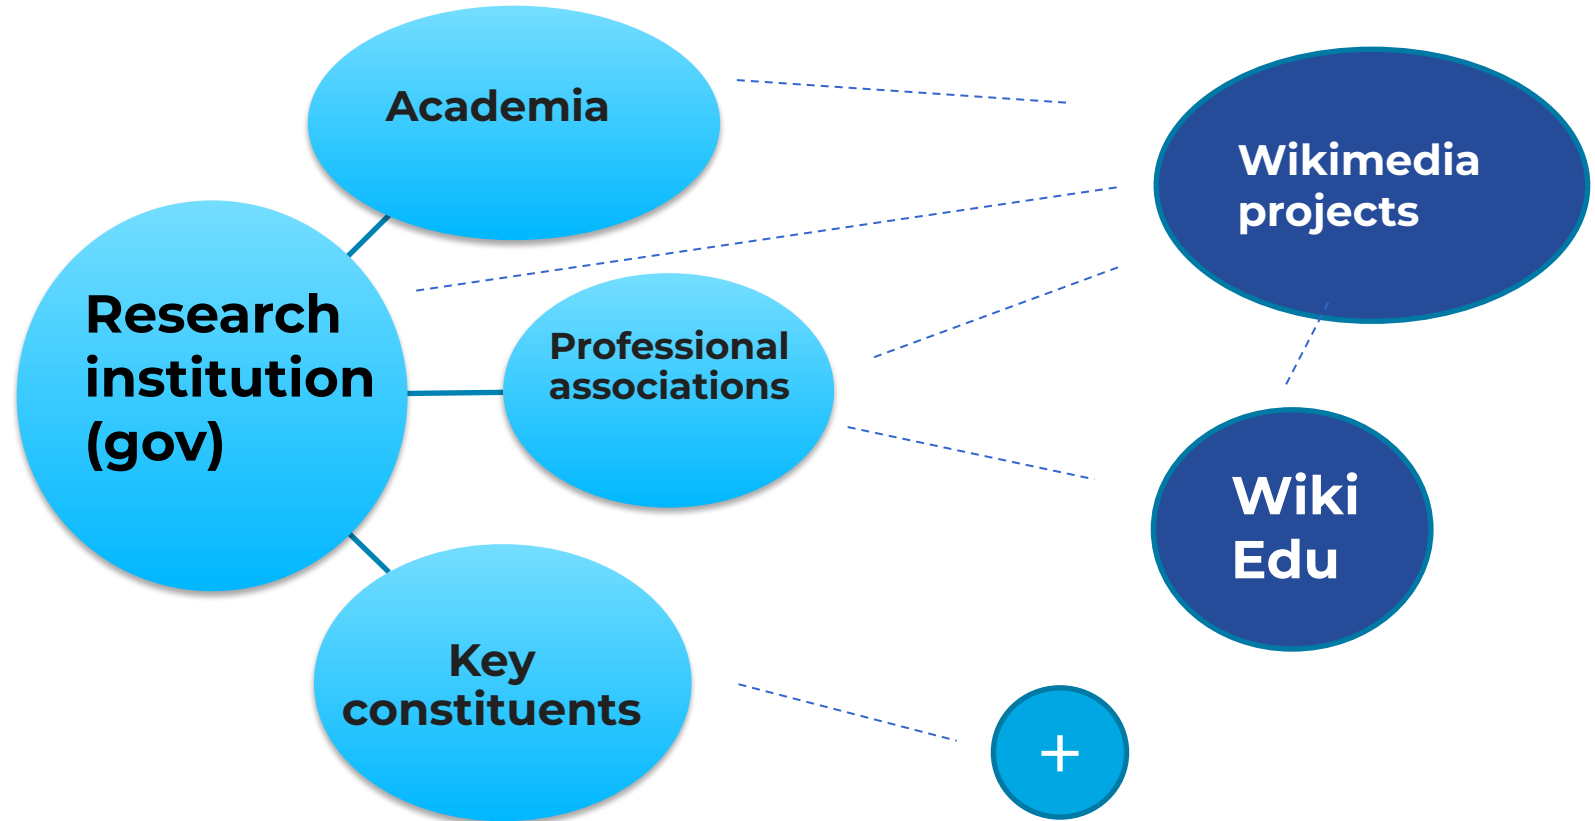 Academia
Wikimedia
projects
Research
institution
(gov)
Professional
associations
Wiki
Edu
Key
constituents
+